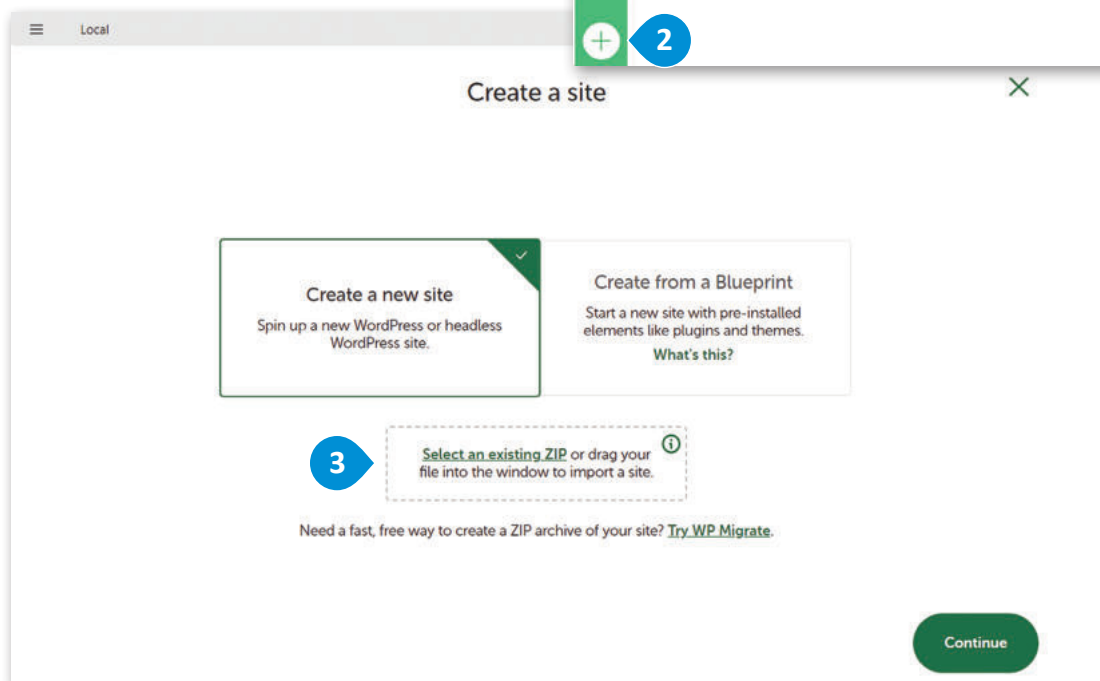 Local
2
Create a site
Create a new site
Spin up a new WordPress or headless
WordPress site.
Create from a Blueprint
Start a new site with pre-installed
elements like plugins and themes.
What's this?
3
Select an existing ZIP or drag your
file into the window to import a site.
Need a fast, free way to create a ZIP archive of your site? Try WP Migrate.
Continue